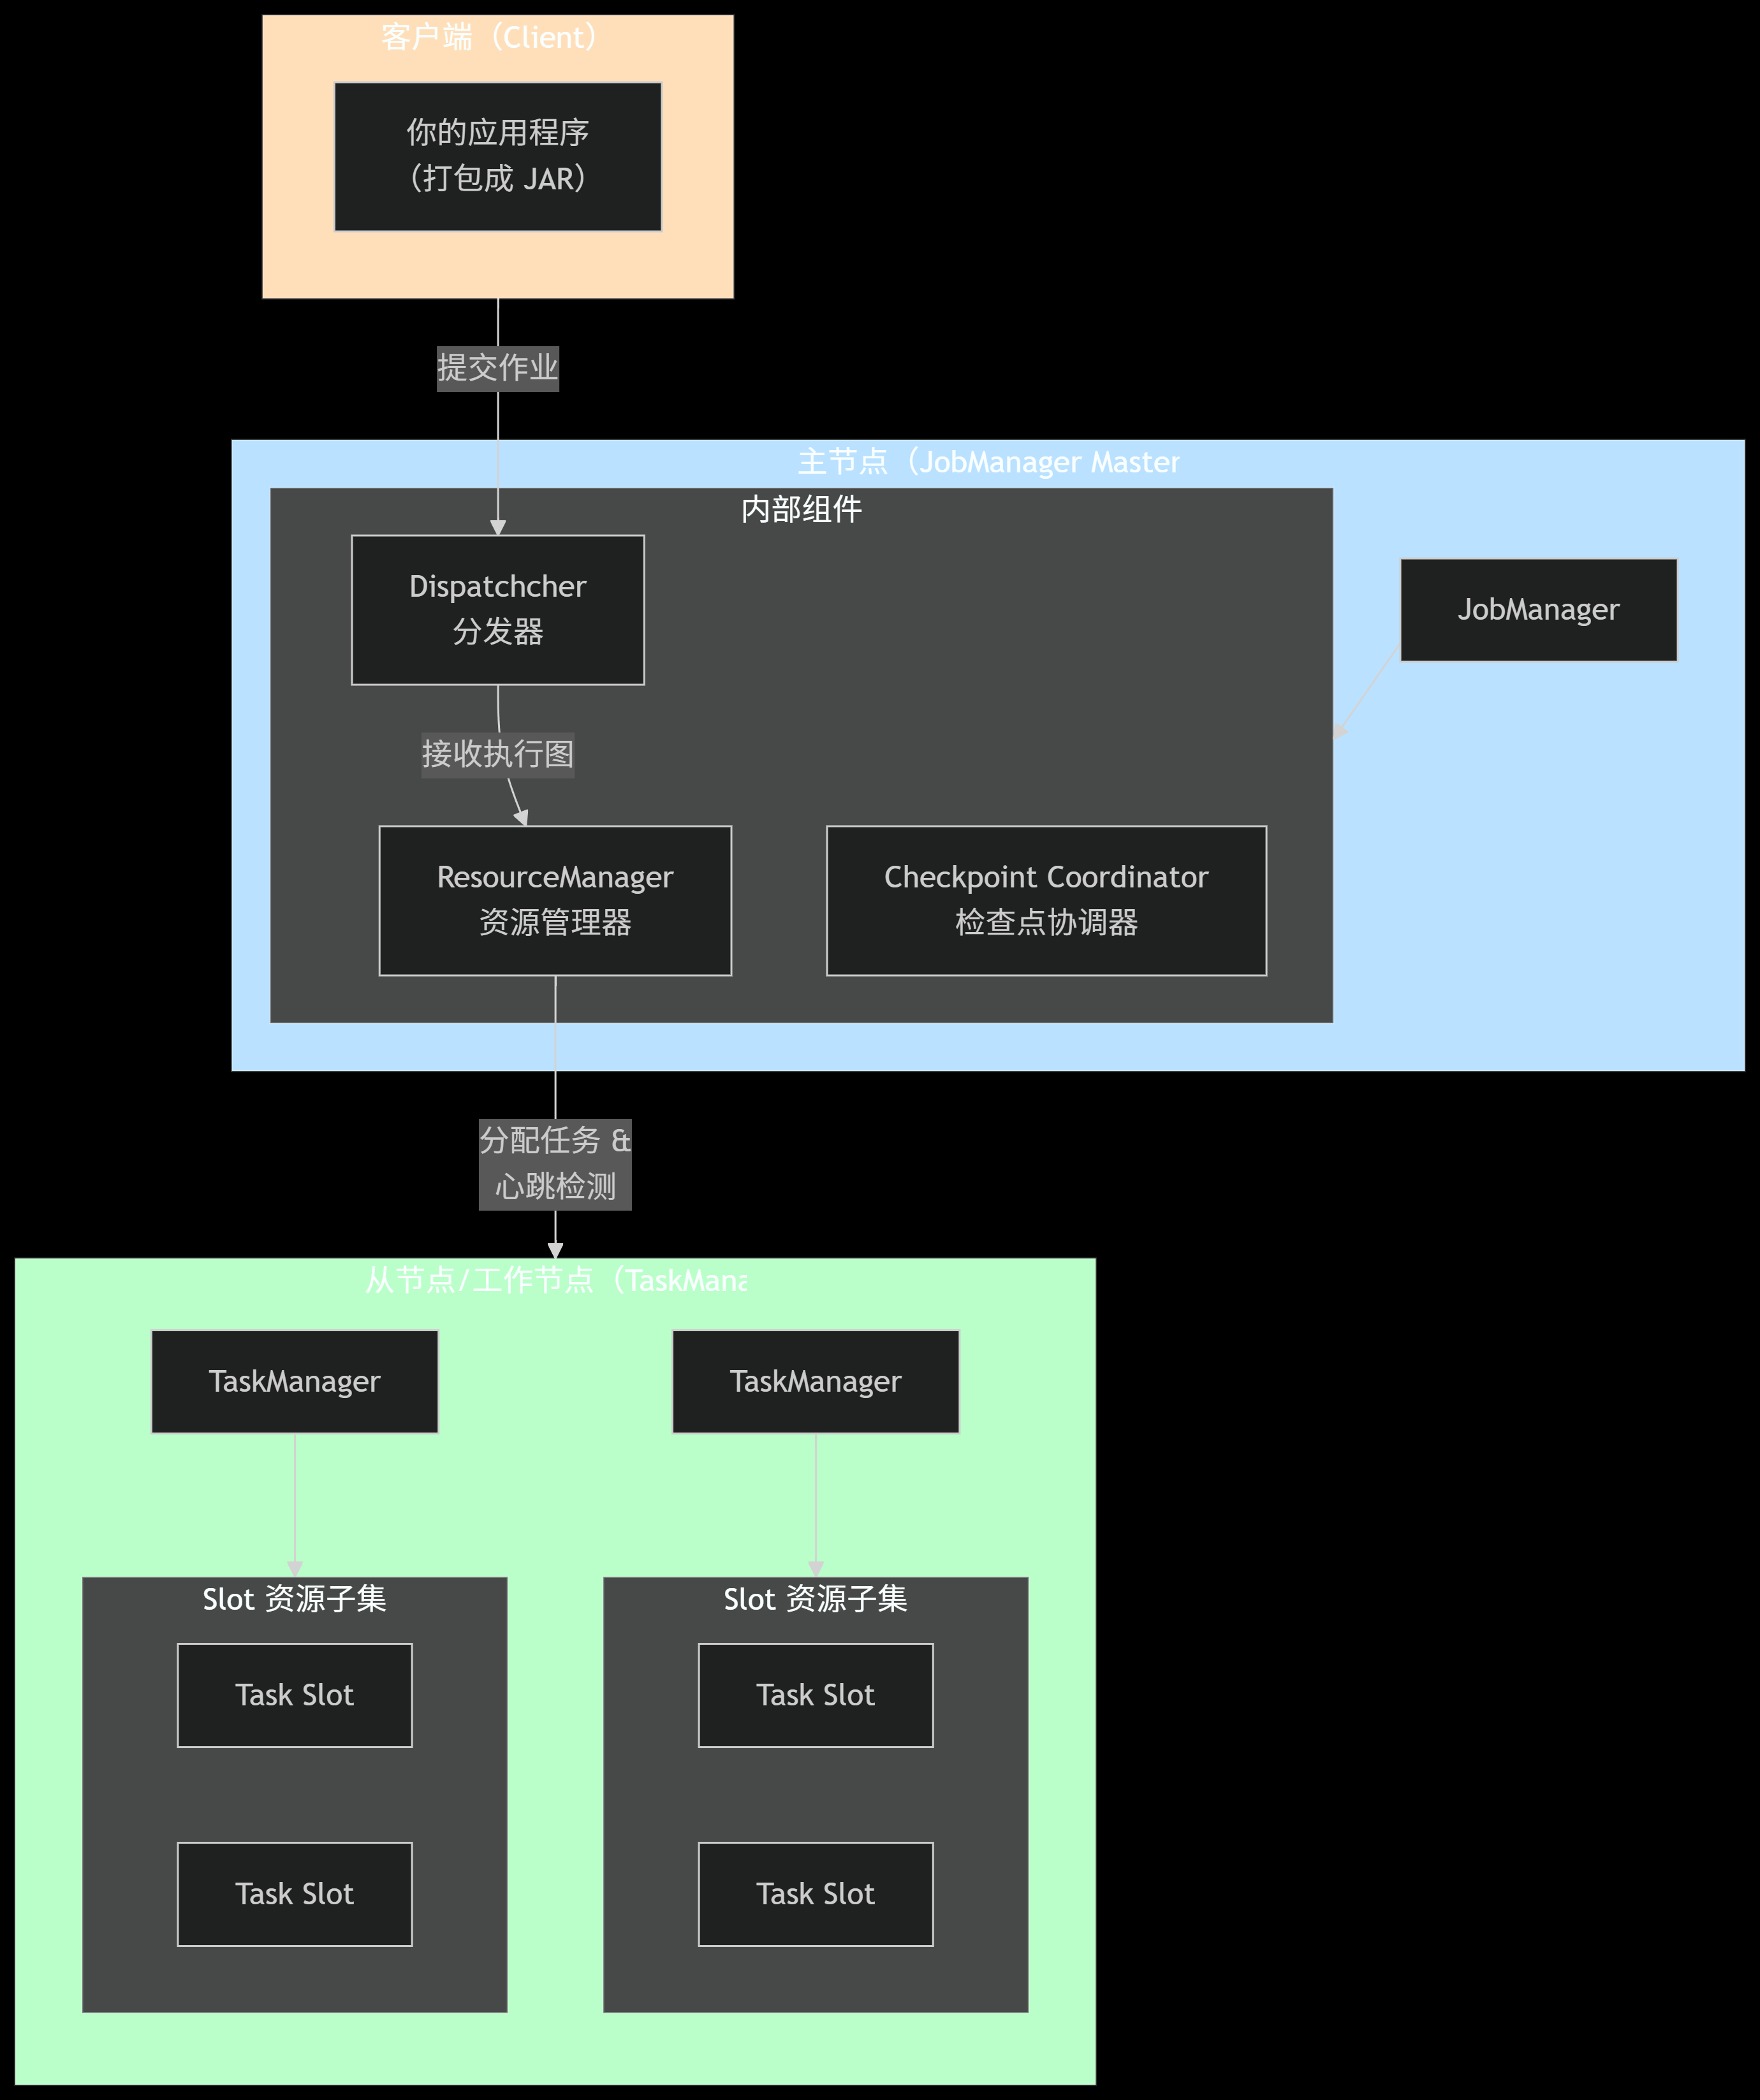 客户端（Client）
你的应用程序
（打包成 JAR）
提交作业
主节点（JobManager Master
内部组件
Dispatchcher
分发器
JobManager
接收执行图
ResourceManager
资源管理器
Checkpoint Coordinator
检查点协调器
分配任务 &
心跳检测
从节点/工作节点（TaskMana
TaskManager
TaskManager
Slot 资源子集
Slot 资源子集
Task Slot
Task Slot
Task Slot
Task Slot